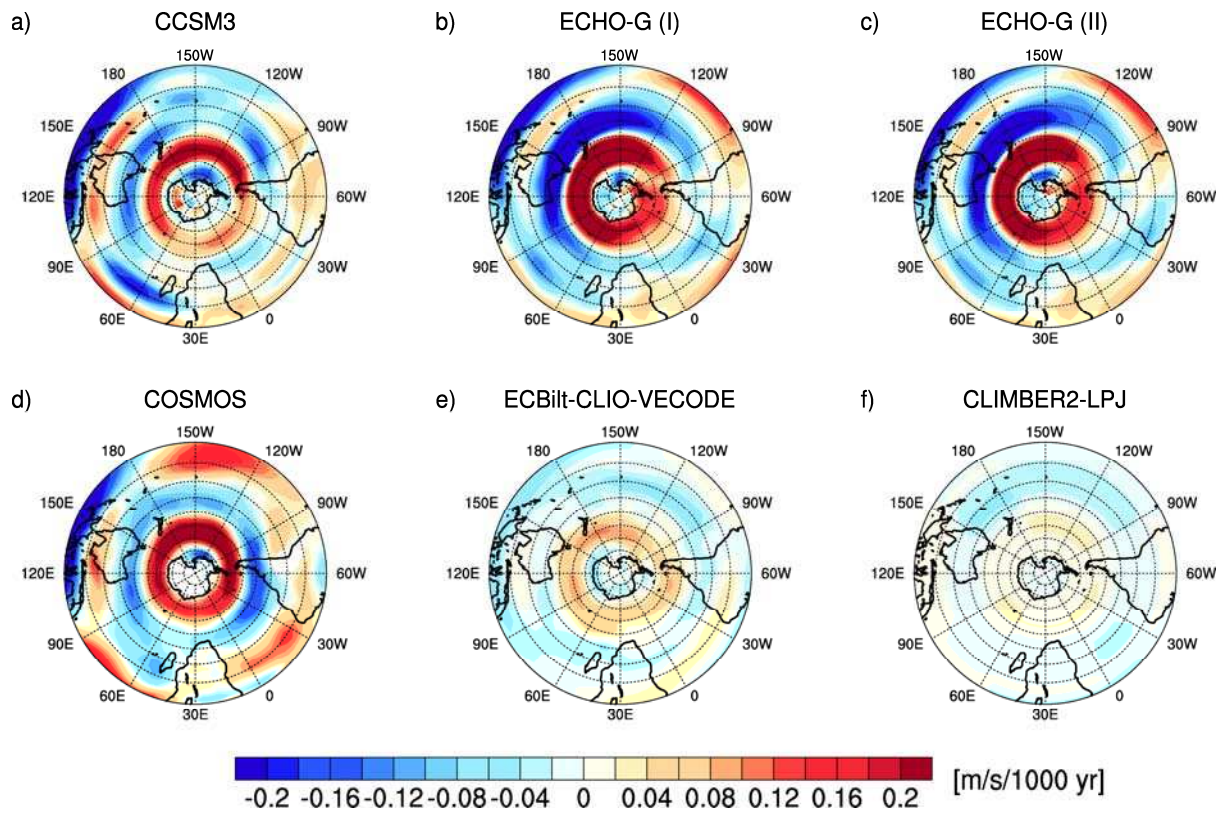 a) CCSM3
b) ECHO-G (I)
c) ECHO-G (II)
150W 150W 150W
180 120W 180 120W 180 120W
150E 90W 150E 90W 150E 90W
120E 60W 120E 60W 120E 60W
90E 30W 90E 30W 90E 30W
60E 0 60E 0 60E 0
30E 30E 30E
d) COSMOS
e) ECBilt-CLIO-VECODE
f) CLIMBER2-LPJ
150W 150W 150W
180 120W 180 120W 180 120W
150E 90W 150E 90W 150E 90W
120E 60W 120E 60W 120E 60W
90E 30W 90E 30W 90E 30W
60E 0 60E 0 60E 0
30E 30E 30E
-0.2 -0.16 -0.12 -0.08 -0.04 0 0.04 0.08 0.12 0.16 0.2 [m/s/1000 yr]